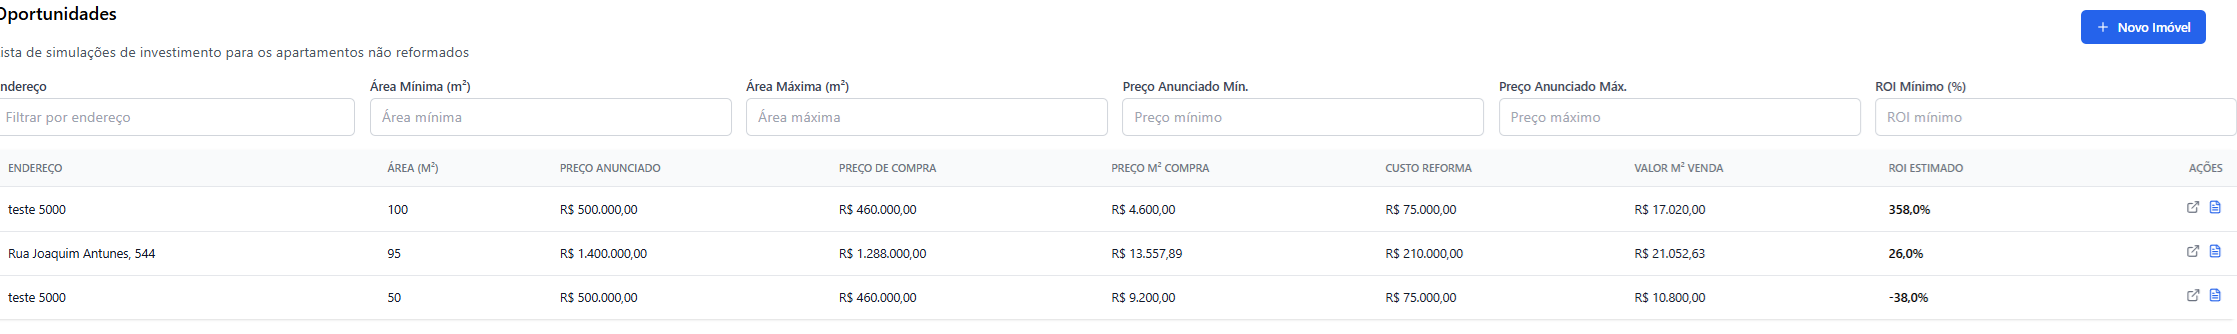 Oportunidades
+ Novo Imóvel
ista de simulações de investimento para os apartamentos não reformados
ndereço Área Mínima (m²) Área Máxima (m²) Preço Anunciado Mín. Preço Anunciado Máx. ROI Mínimo (%)
Filtrar por endereço Área mínima Área máxima Preço mínimo Preço máximo ROI mínimo
ENDEREÇO ÁREA (M²) PREÇO ANUNCIADO PREÇO DE COMPRA PREÇO M² COMPRA CUSTO REFORMA VALOR M² VENDA ROI ESTIMADO AÇÕES
teste 5000 100 R$ 500.000,00 R$ 460.000,00 R$ 4.600,00 R$ 75.000,00 R$ 17.020,00 358,0%
Rua Joaquim Antunes, 544 95 R$ 1.400.000,00 R$ 1.288.000,00 R$ 13.557,89 R$ 210.000,00 R$ 21.052,63 26,0%
teste 5000 50 R$ 500.000,00 R$ 460.000,00 R$ 9.200,00 R$ 75.000,00 R$ 10.800,00 -38,0%